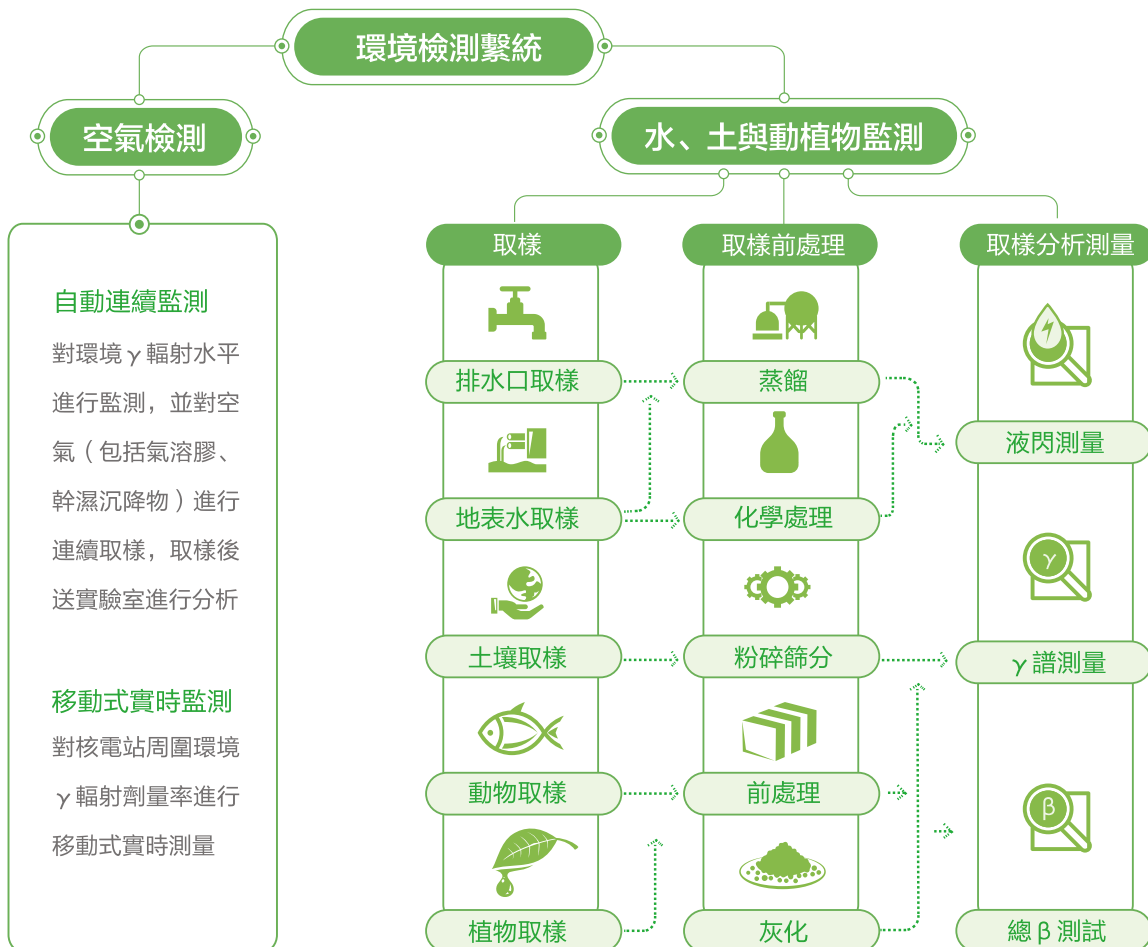 環境檢測繫統
空氣檢測
自動連續監測
對環境γ輻射水平
進行監測，並對空
氣（包括氣溶膠、
幹濕沉降物）進行
連續取樣，取樣後
送實驗室進行分析
移動式實時監測
對核電站周圍環境
γ輻射劑量率進行
移動式實時測量
水、土與動植物監測
取樣
排水口取樣
地表水取樣
土壤取樣
動物取樣
植物取樣
取樣前處理
蒸餾
化學處理
粉碎篩分
前處理
灰化
取樣分析測量
液閃測量
γ
γ譜測量
β
總β測試